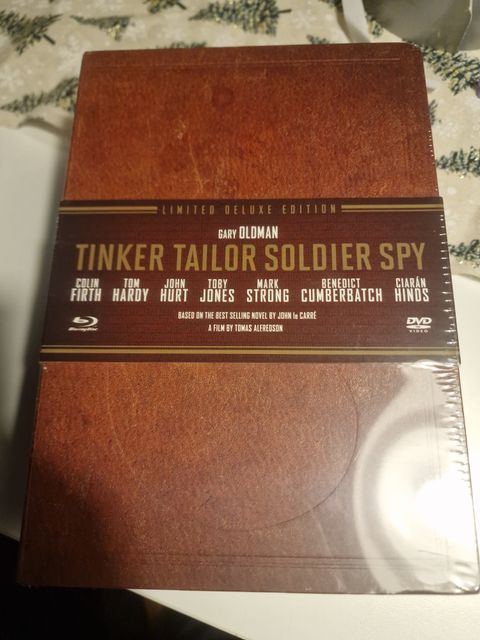 LIMITED DELUXE EDITION
GARY OLDMAN
TINKER TAILOR SOLDIER SPY
COLIN FIRTH TOM HARDY JOHN HURT TOBY JONES MARK STRONG BENEDICT CUMBERBATCH CIARÁN HINDS
BASED ON THE BEST SELLING NOVEL BY JOHN le CARRÉ
A FILM BY TOMAS ALFREDSON
Blu-ray Disc
DVD
VIDEO